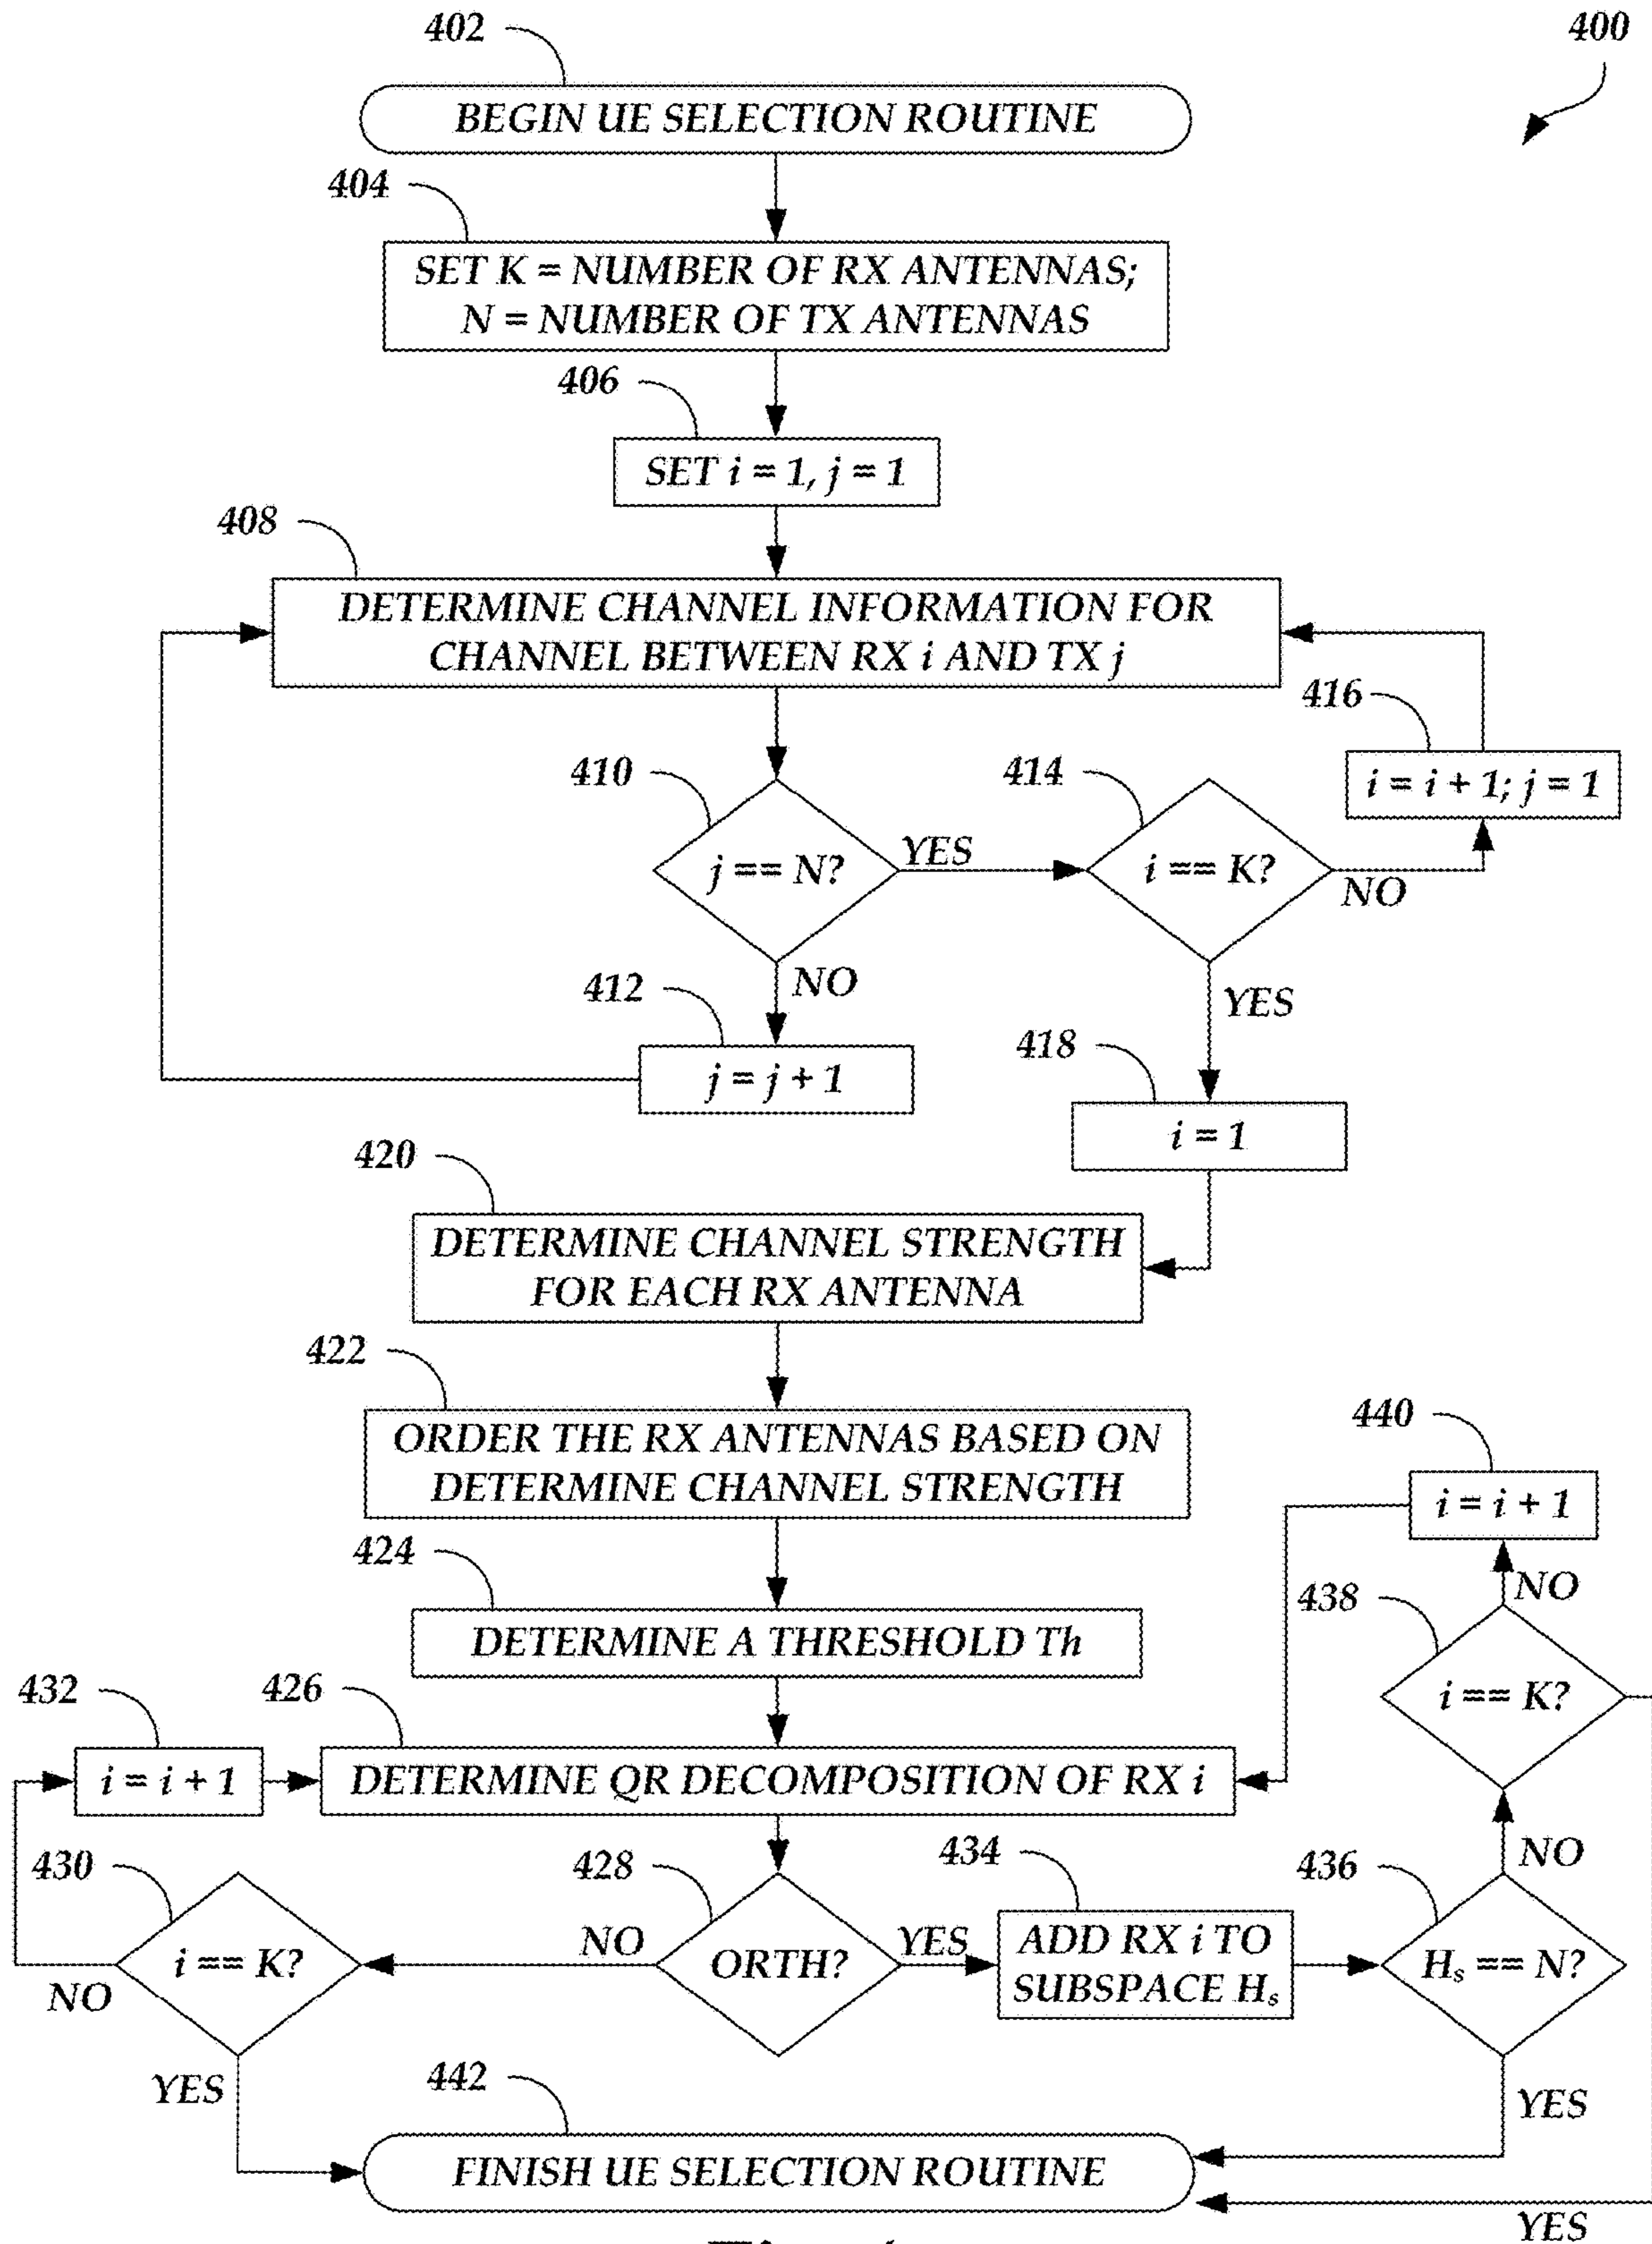 402
400
BEGIN UE SELECTION ROUTINE
404
SET K = NUMBER OF RX ANTENNAS;
N = NUMBER OF TX ANTENNAS
406
SET i = 1, j = 1
408
DETERMINE CHANNEL INFORMATION FOR
CHANNEL BETWEEN RX i AND TX j
416
i = i + 1; j = 1
410
j == N?
YES
414
i == K?
NO
NO
YES
412
j = j + 1
418
i = 1
420
DETERMINE CHANNEL STRENGTH
FOR EACH RX ANTENNA
422
ORDER THE RX ANTENNAS BASED ON
DETERMINE CHANNEL STRENGTH
440
i = i + 1
424
DETERMINE A THRESHOLD Th
NO
438
i == K?
432
i = i + 1
426
DETERMINE QR DECOMPOSITION OF RX i
NO
430
i == K?
NO
YES
428
ORTH?
NO
YES
434
ADD RX i TO
SUBSPACE Hs
436
Hs == N?
YES
442
FINISH UE SELECTION ROUTINE
YES